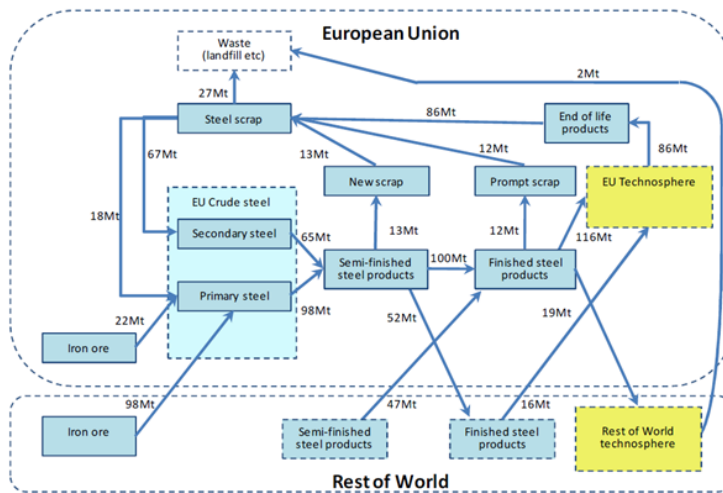 European Union
Waste
(landfill etc)
2Mt
27Mt
Steel scrap
86Mt
End of life
products
67Mt
13Mt
12Mt
86Mt
New scrap
Prompt scrap
EU Technosphere
EU Crude steel
18Mt
Secondary steel
65Mt
13Mt
12Mt
116Mt
Semi-finished
steel products
100Mt
Finished steel
products
Primary steel
98Mt
52Mt
19Mt
22Mt
Iron ore
98Mt
47Mt
16Mt
Iron ore
Semi-finished
steel products
Finished steel
products
Rest of World
technosphere
Rest of World